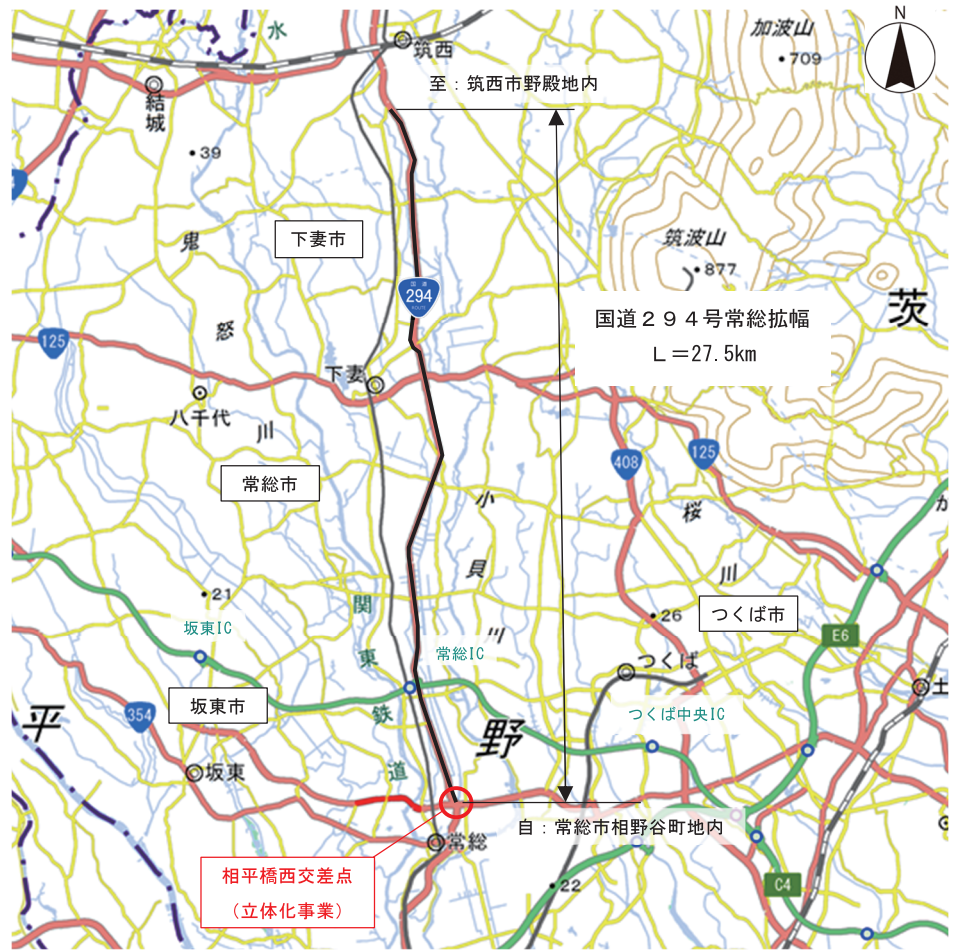 N
水
加波山
709
筑西
至：筑西市野殿地内
結城
39
下妻市
鬼
筑波山
877
国道
294
ROUTE
国道２９４号常総拡幅
Ｌ＝27.5km
茨
怒
125
下妻
八千代
川
125
408
常総市
小
桜
貝
川
21
関
26
つくば市
坂東IC
E6
東
常総IC
川
つくば
坂東市
土
354
平
鉄
野
つくば中央IC
坂東
道
自：常総市相野谷町地内
常総
相平橋西交差点
（立体化事業）
22
C4